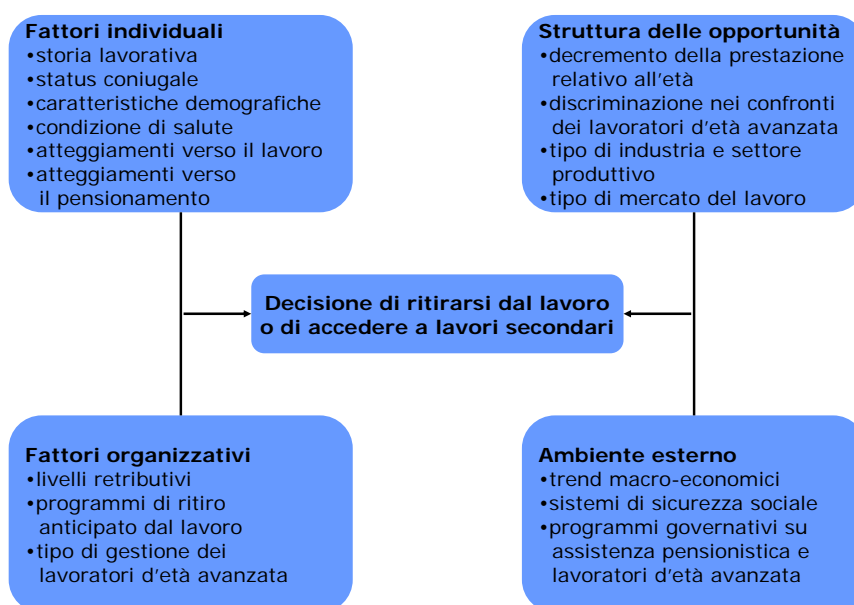 Fattori individuali
•storia lavorativa
•status coniugale
•caratteristiche demografiche
•condizione di salute
•atteggiamenti verso il lavoro
•atteggiamenti verso
il pensionamento
Struttura delle opportunità
•decremento della prestazione
relativo all'età
•discriminazione nei confronti
dei lavoratori d'età avanzata
•tipo di industria e settore
produttivo
•tipo di mercato del lavoro
Decisione di ritirarsi dal lavoro
o di accedere a lavori secondari
Fattori organizzativi
•livelli retributivi
•programmi di ritiro
anticipato dal lavoro
•tipo di gestione dei
lavoratori d'età avanzata
Ambiente esterno
•trend macro-economici
•sistemi di sicurezza sociale
•programmi governativi su
assistenza pensionistica e
lavoratori d'età avanzata